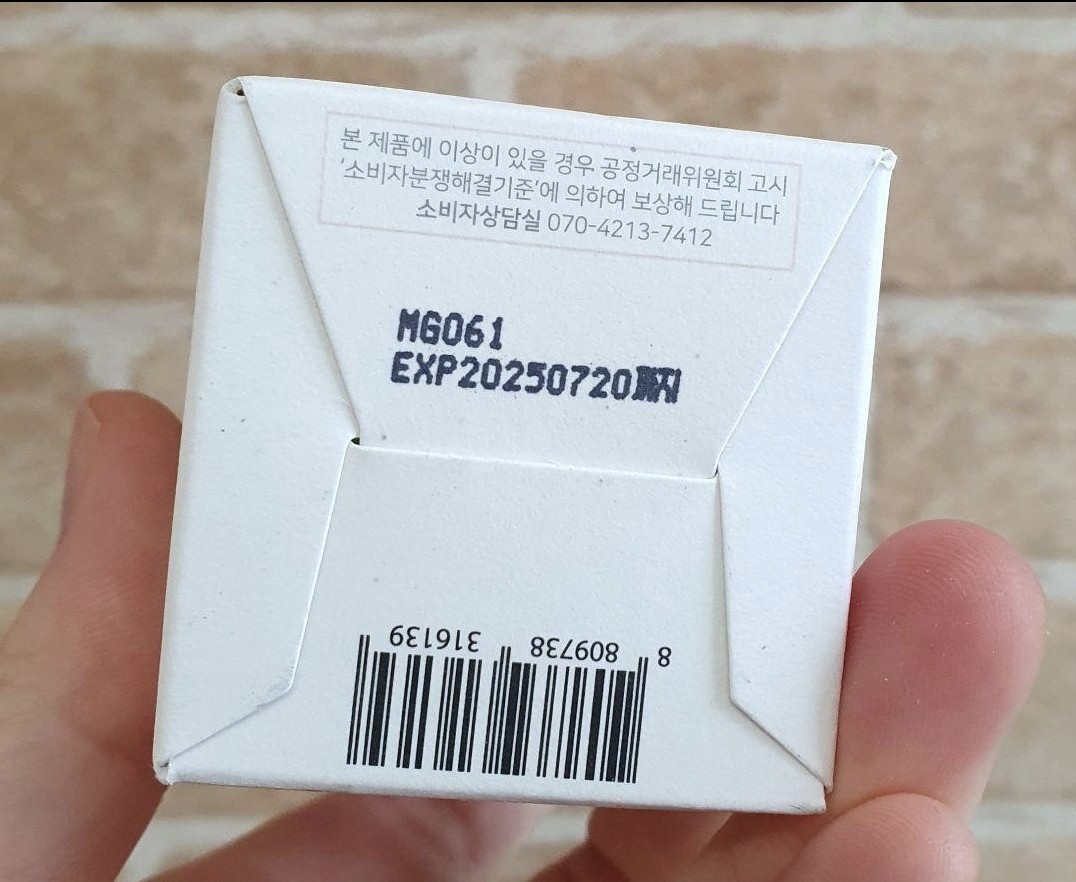 본 제품에 이상이 있을 경우 공정거래위원회 고시
'소비자분쟁해결기준'에 의하여 보상해 드립니다
소비자상담실 070-4213-7412
MG061
EXP20250720까지
8 809738 316139